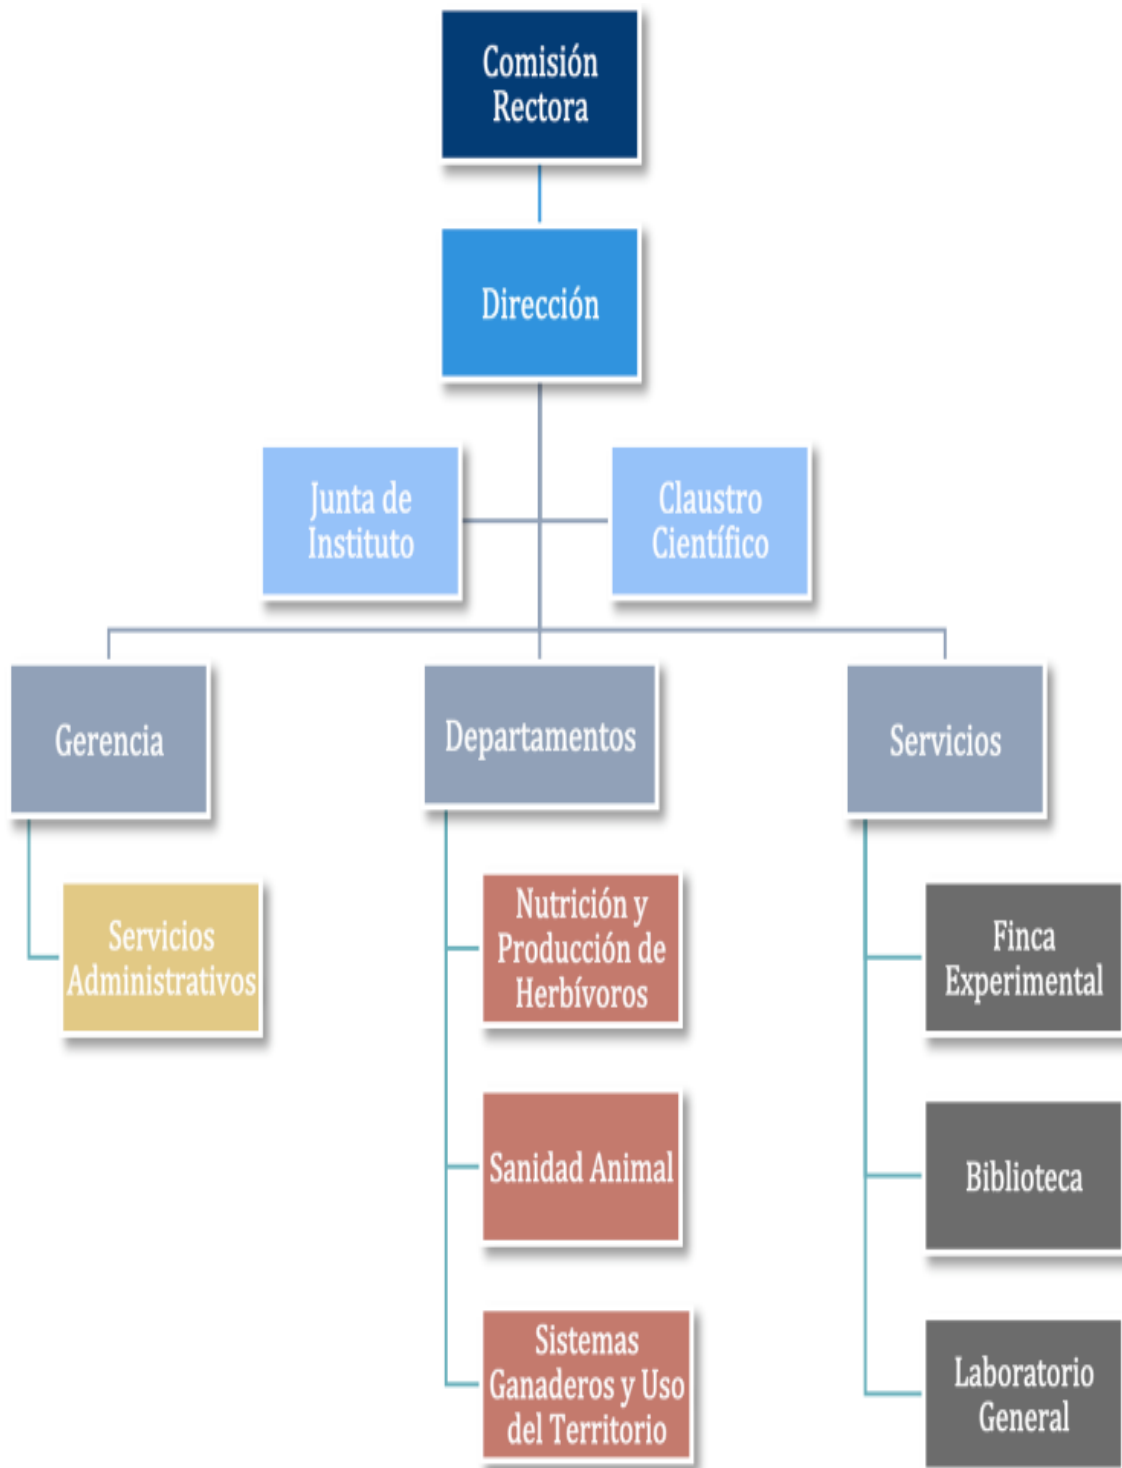 Comisión
Rectora
Dirección
Junta de
Instituto
Claustro
Científico
Gerencia
Departamentos
Servicios
Servicios
Administrativos
Nutrición y
Producción de
Herbívoros
Finca
Experimental
Sanidad Animal
Biblioteca
Sistemas
Ganaderos y Uso
del Territorio
Laboratorio
General